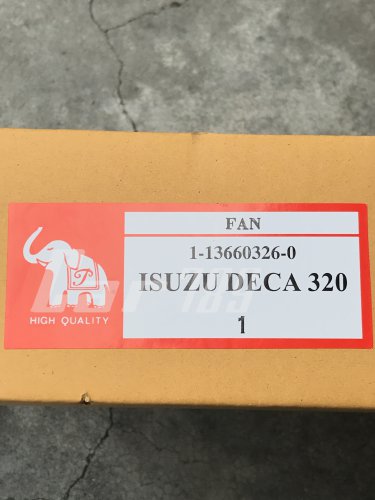 FAN
1-13660326-0
ISUZU DECA 320
1
T
HIGH QUALITY